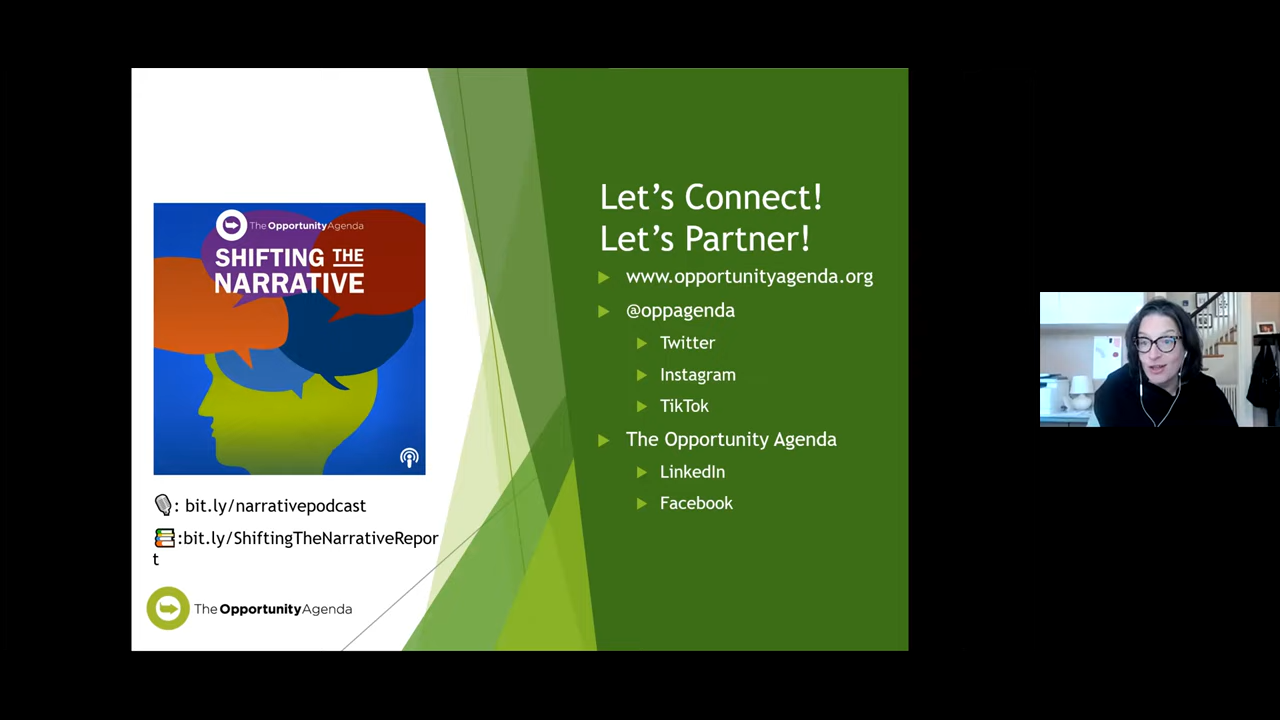 The Opportunity Agenda
SHIFTING THE
NARRATIVE
🎙: bit.ly/narrativepodcast
📚:bit.ly/ShiftingTheNarrativeRepor
t
The Opportunity Agenda
Let's Connect!
Let's Partner!
www.opportunityagenda.org
@oppagenda
Twitter
Instagram
TikTok
The Opportunity Agenda
LinkedIn
Facebook